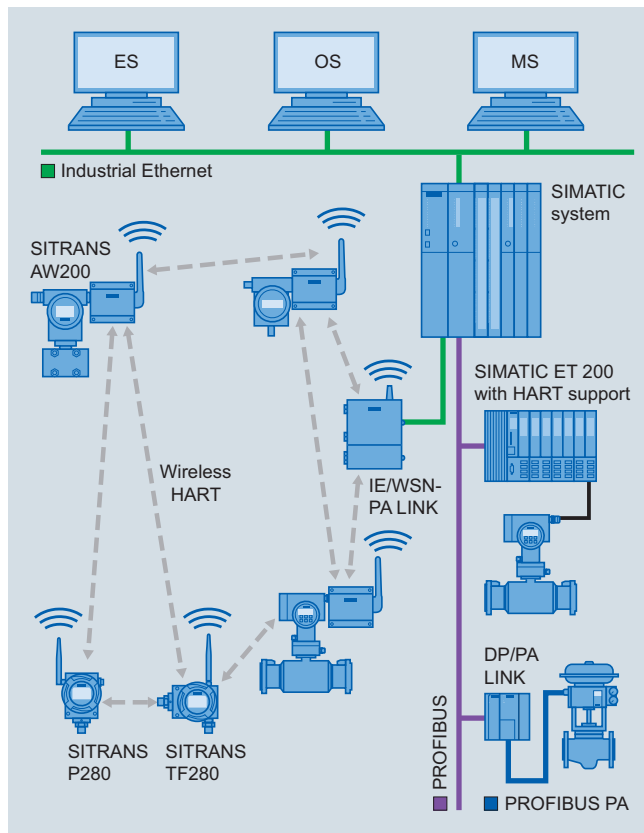 ES
OS
MS
Industrial Ethernet
SIMATIC
system
SITRANS
AW200
SIMATIC ET 200
with HART support
Wireless
HART
IE/WSN-
PA LINK
DP/PA
LINK
SITRANS
P280
SITRANS
TF280
PROFIBUS
PROFIBUS PA